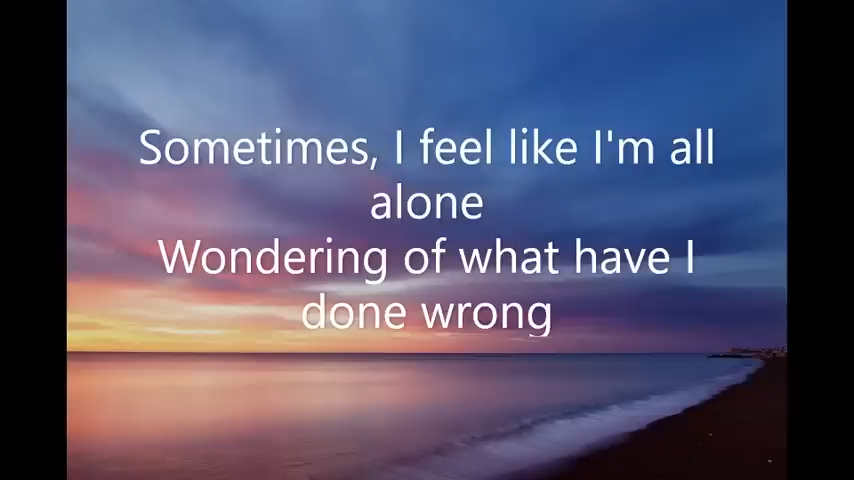 Sometimes, I feel like I'm all
alone
Wondering of what have I
done wrong